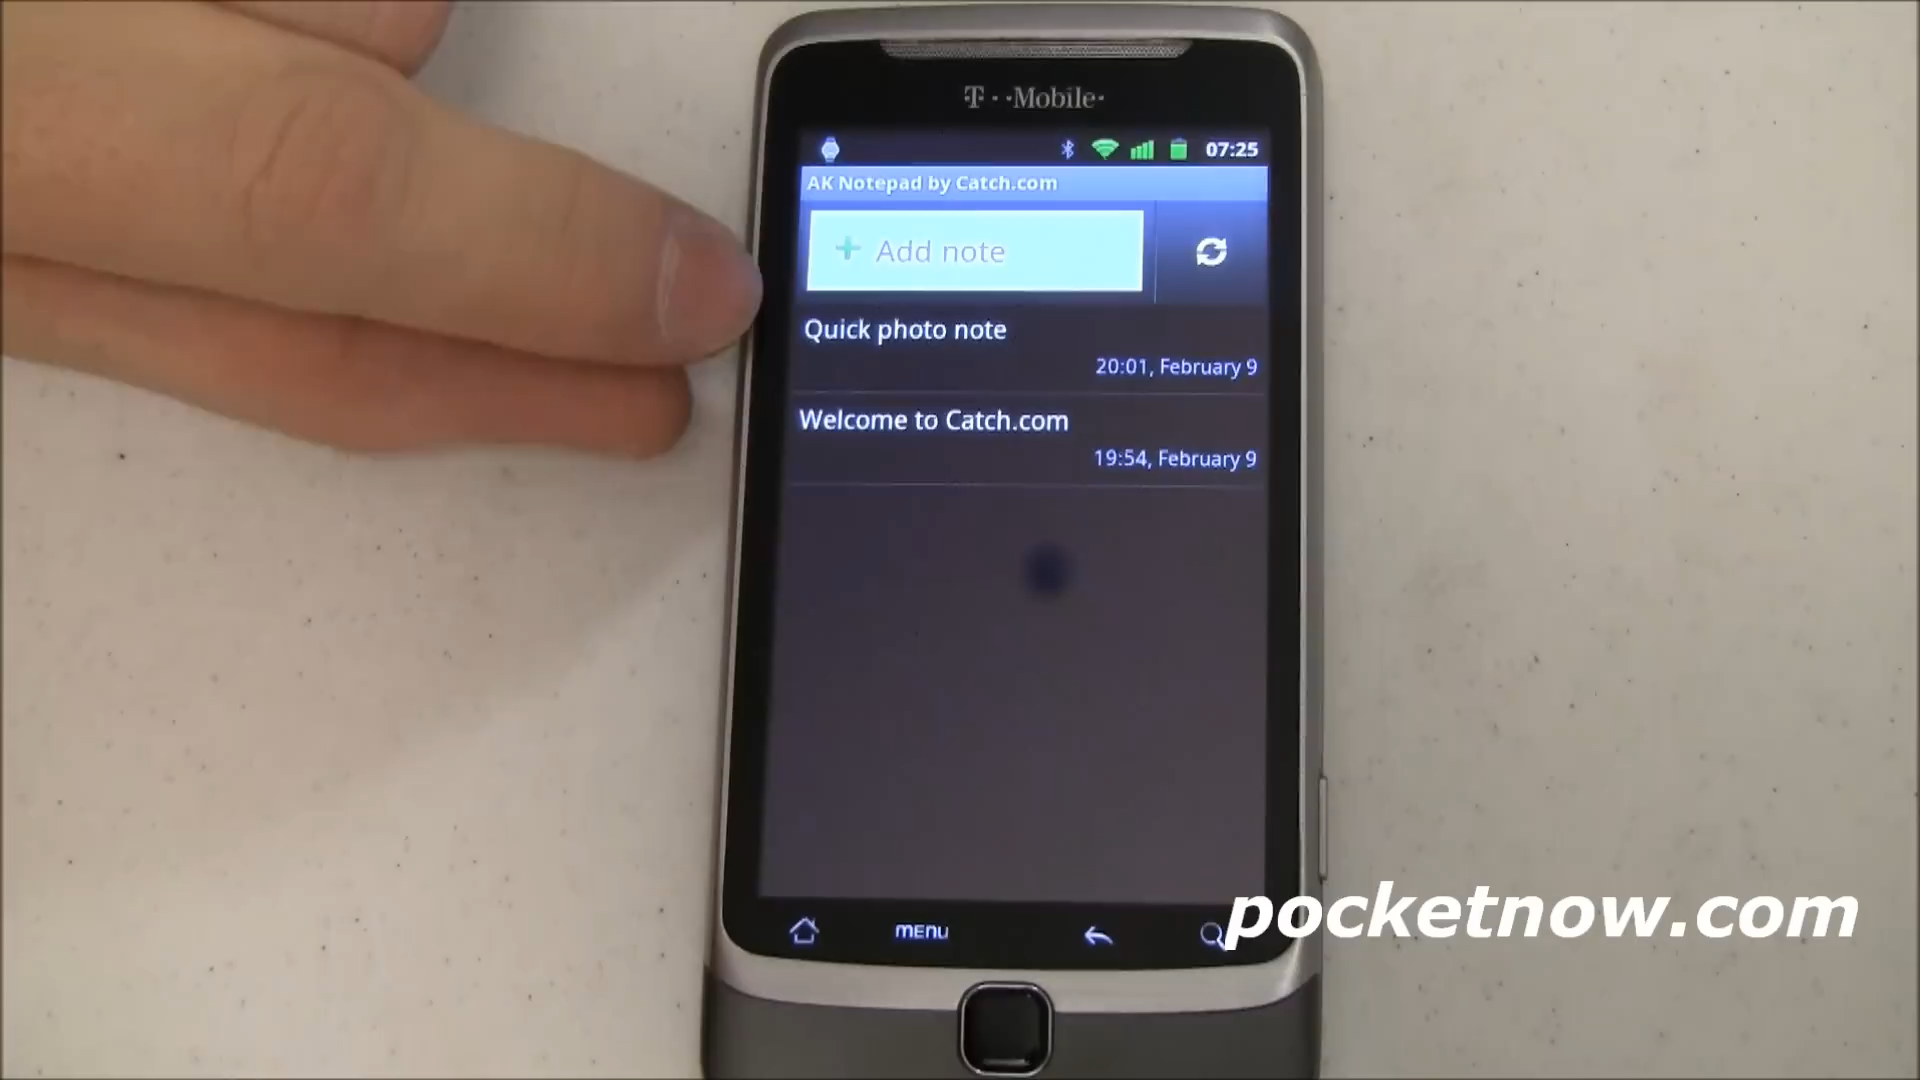 T-Mobile
07:25
AK Notepad by Catch.com
+ Add note
Quick photo note
20:01, February 9
Welcome to Catch.com
19:54, February 9
MENU
pocketnow.com